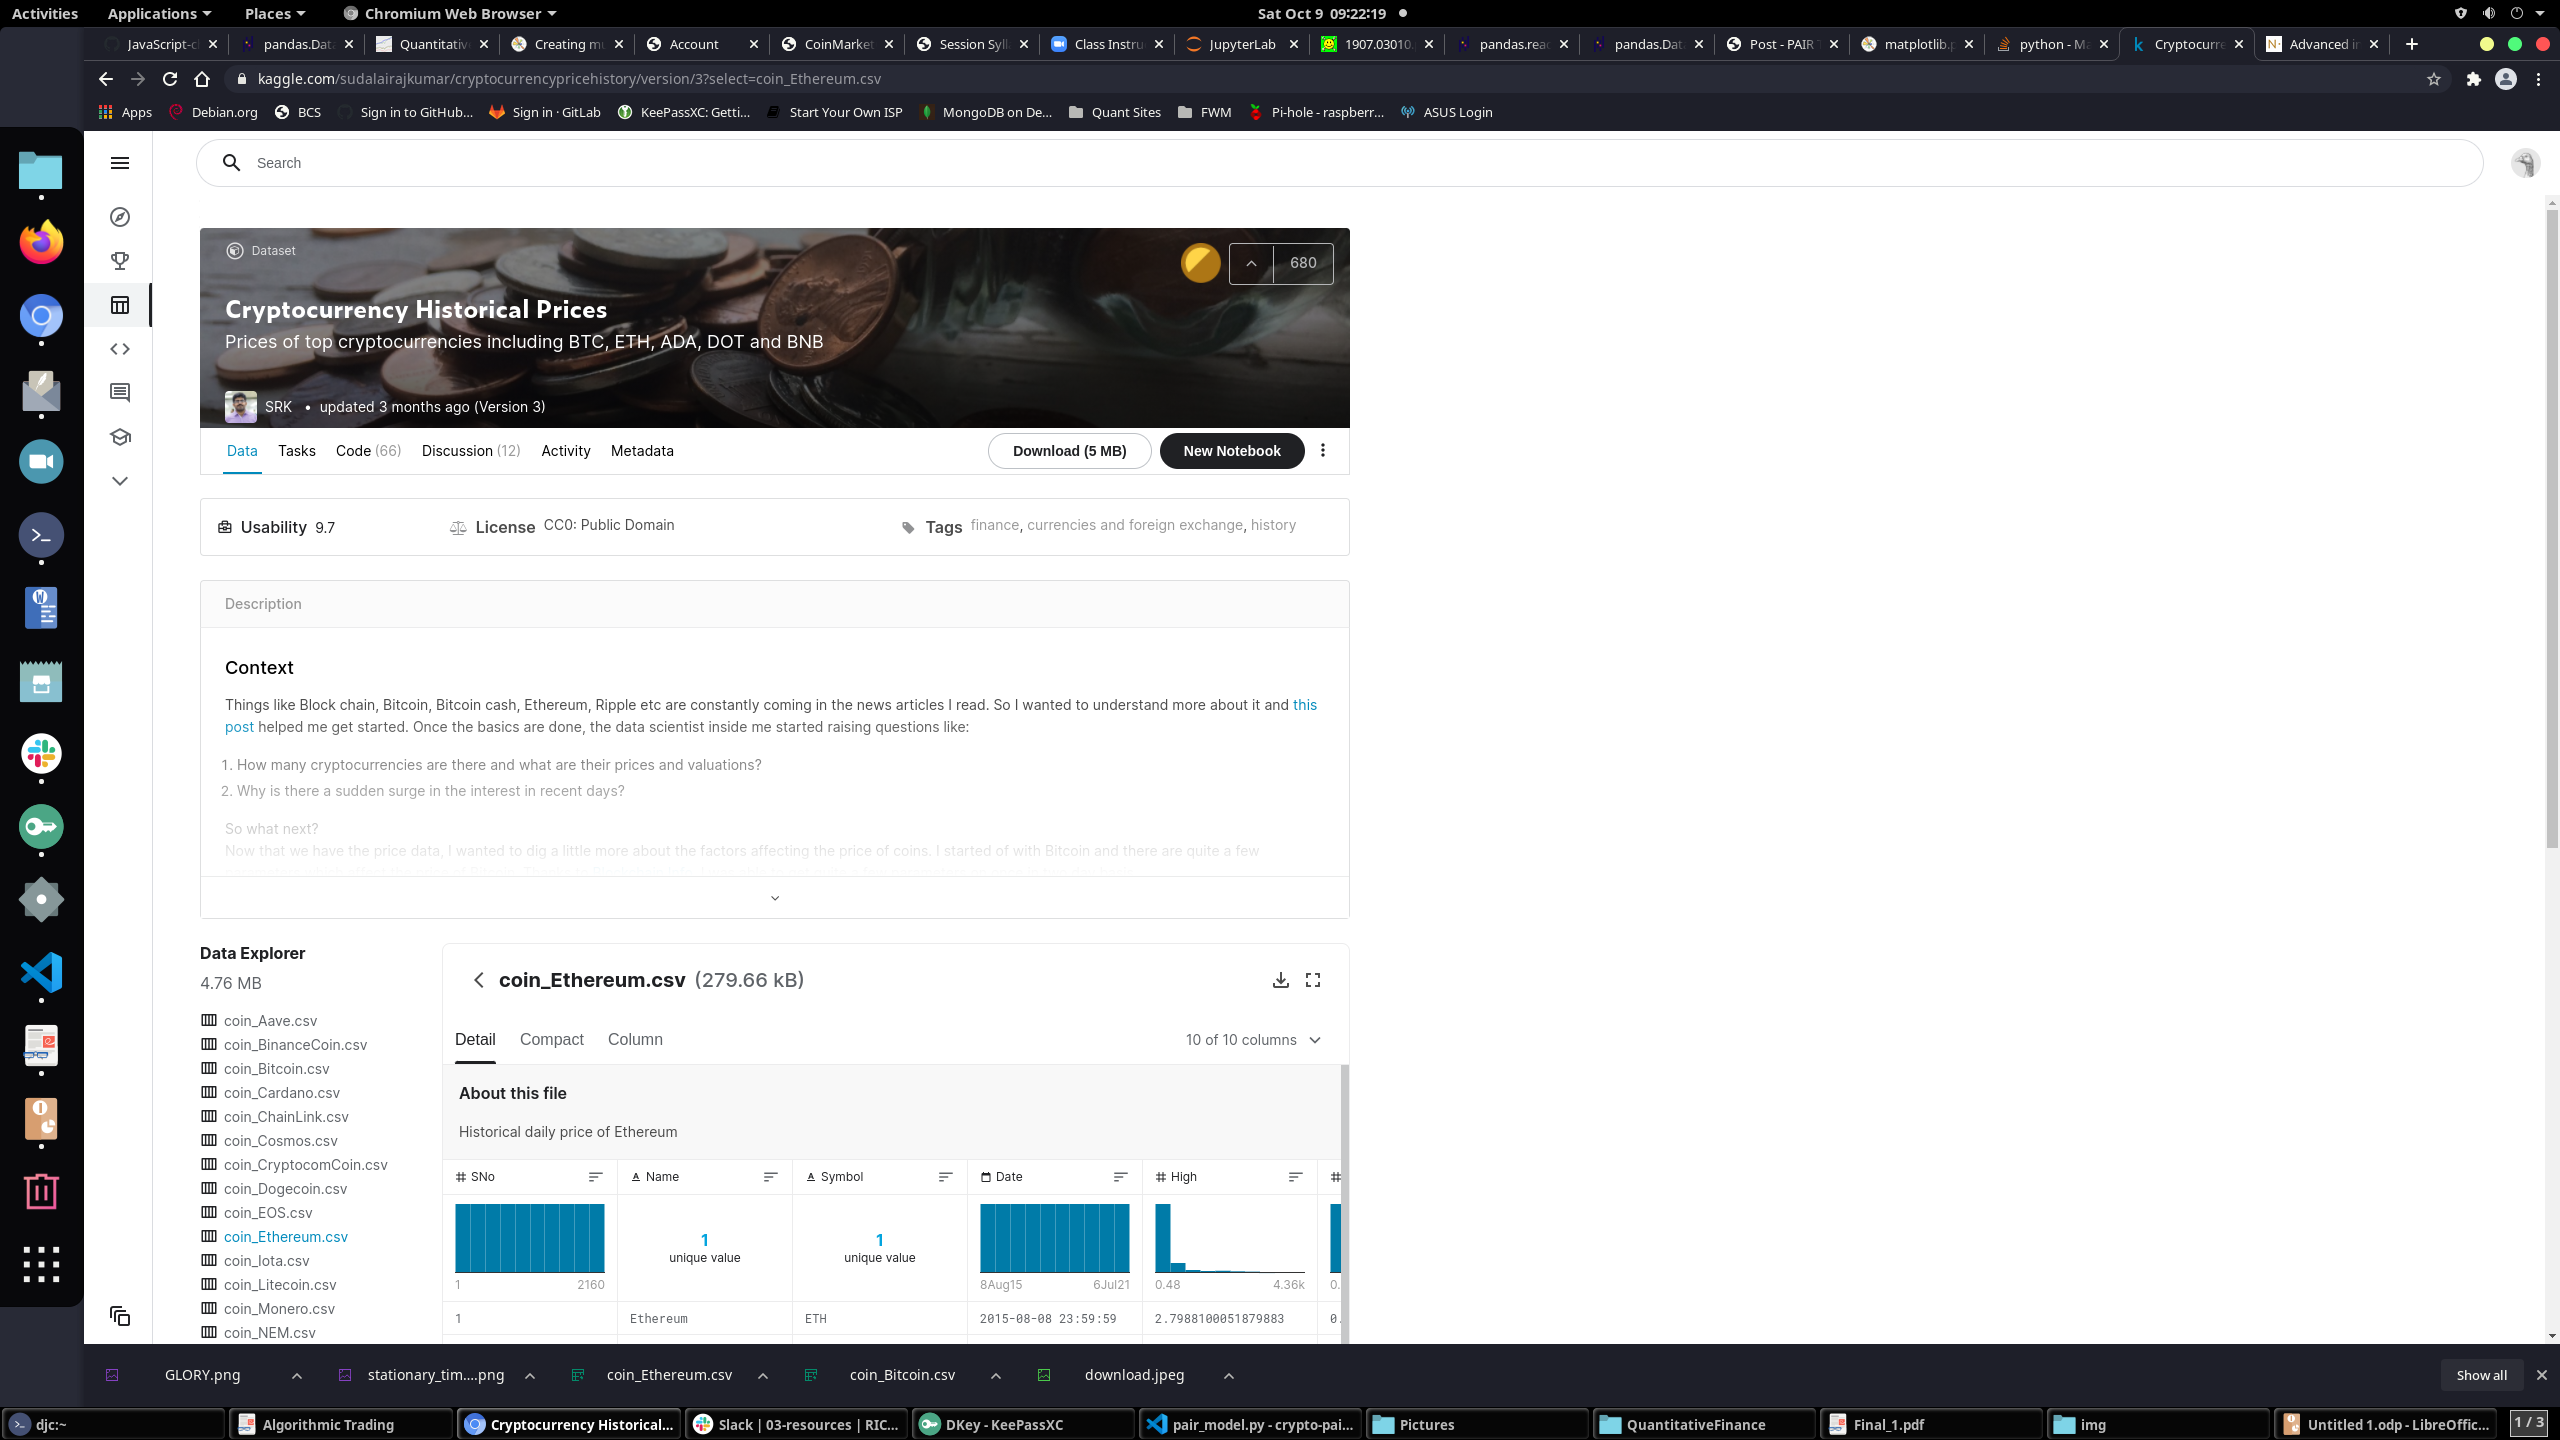 Activities Applications Places Chromium Web Browser Sat Oct 9 09:22:19
JavaScript-c pandas.Dat Quantitativ Creating mu Account CoinMarket Session Syll Class Instru JupyterLab 1907.03010. pandas.read pandas.Dat Post - PAIR T matplotlib.p python - Ma Cryptocurre Advanced in
kaggle.com/sudalairajkumar/cryptocurrencypricehistory/version/3?select=coin_Ethereum.csv
Apps Debian.org BCS Sign in to GitHub... Sign in · GitLab KeePassXC: Getti... Start Your Own ISP MongoDB on De... Quant Sites FWM Pi-hole - raspberr... ASUS Login
Search
Dataset
680
Cryptocurrency Historical Prices
Prices of top cryptocurrencies including BTC, ETH, ADA, DOT and BNB
SRK • updated 3 months ago (Version 3)
Data Tasks Code (66) Discussion (12) Activity Metadata Download (5 MB) New Notebook
Usability 9.7 License CC0: Public Domain Tags finance, currencies and foreign exchange, history
Description
Context
Things like Block chain, Bitcoin, Bitcoin cash, Ethereum, Ripple etc are constantly coming in the news articles I read. So I wanted to understand more about it and this
post helped me get started. Once the basics are done, the data scientist inside me started raising questions like:
1. How many cryptocurrencies are there and what are their prices and valuations?
2. Why is there a sudden surge in the interest in recent days?
So what next?
Now that we have the price data, I wanted to dig a little more about the factors affecting the price of coins. I started of with Bitcoin and there are quite a few
Data Explorer
4.76 MB
coin_Aave.csv
coin_BinanceCoin.csv
coin_Bitcoin.csv
coin_Cardano.csv
coin_ChainLink.csv
coin_Cosmos.csv
coin_CryptocomCoin.csv
coin_Dogecoin.csv
coin_EOS.csv
coin_Ethereum.csv
coin_Iota.csv
coin_Litecoin.csv
coin_Monero.csv
coin_NEM.csv
coin_Ethereum.csv (279.66 kB)
Detail Compact Column 10 of 10 columns
About this file
Historical daily price of Ethereum
# SNo A Name A Symbol Date # High #
1 unique value
1 unique value
1 2160 8Aug15 6Jul21 0.48 4.36k 0.
1 Ethereum ETH 2015-08-08 23:59:59 2.7988100051879883 0.
GLORY.png stationary_tim....png coin_Ethereum.csv coin_Bitcoin.csv download.jpeg Show all
djc:~ Algorithmic Trading Cryptocurrency Historical... Slack | 03-resources | RIC... DKey - KeePassXC pair_model.py - crypto-pai... Pictures QuantitativeFinance Final_1.pdf img Untitled 1.odp - LibreOffic... 1 / 3